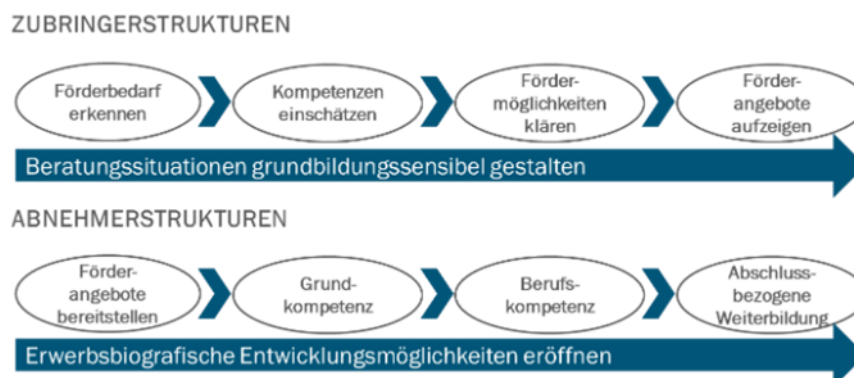 ZUBRINGERSTRUKTUREN
Förderbedarf
erkennen
Kompetenzen
einschätzen
Förder-
möglichkeiten
klären
Förder-
angebote
aufzeigen
Beratungssituationen grundbildungssensibel gestalten
ABNEHMERSTRUKTUREN
Förder-
angebote
bereitstellen
Grund-
kompetenz
Berufs-
kompetenz
Abschluss-
bezogene
Weiterbildung
Erwerbsbiografische Entwicklungsmöglichkeiten eröffnen